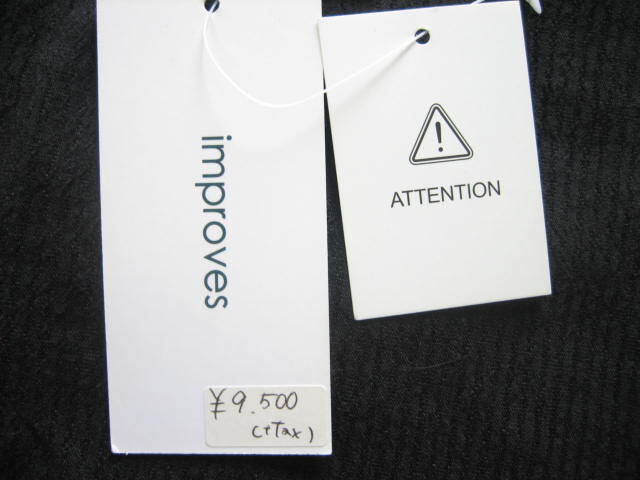 improves
¥9.500
(+Tax)
ATTENTION